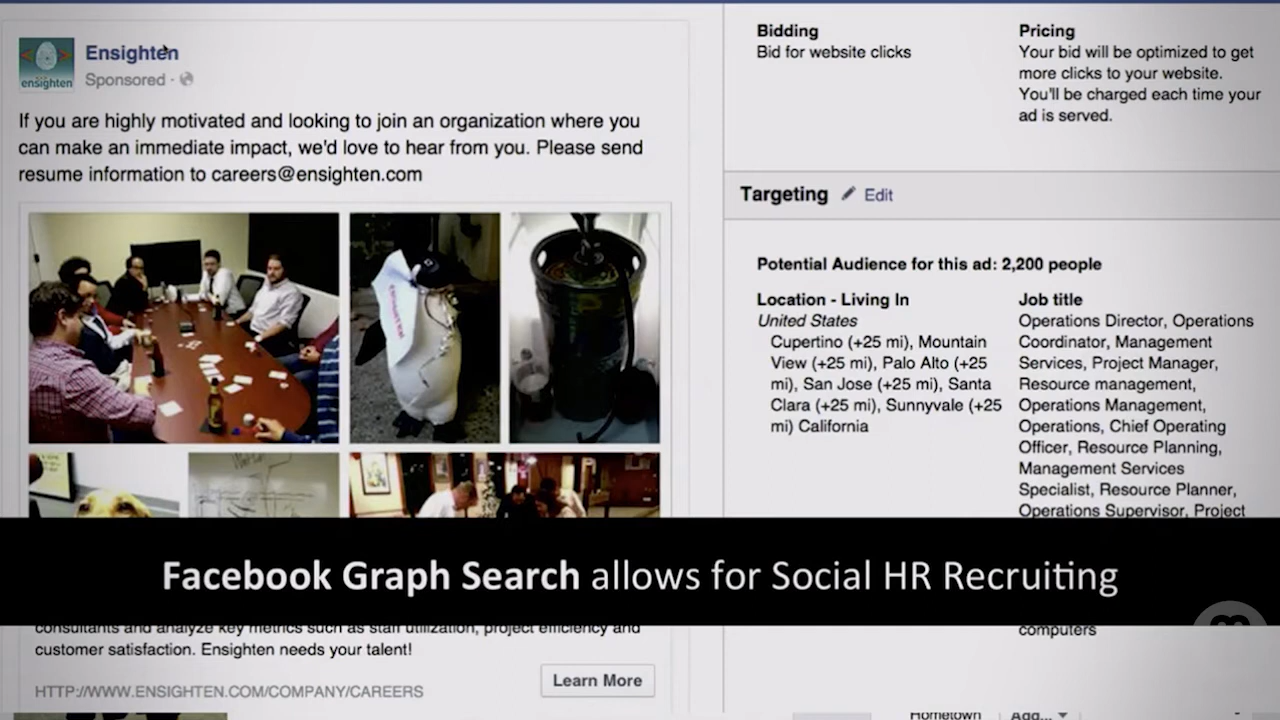 Ensighten
Sponsored ·
ensighten
If you are highly motivated and looking to join an organization where you
can make an immediate impact, we'd love to hear from you. Please send
resume information to careers@ensighten.com
Facebook Graph Search allows for Social HR Recruiting
consultants and analyze key metrics such as staff utilization, project efficiency and
customer satisfaction. Ensighten needs your talent!
HTTP://WWW.ENSIGHTEN.COM/COMPANY/CAREERS
Learn More
Bidding
Bid for website clicks
Pricing
Your bid will be optimized to get
more clicks to your website.
You'll be charged each time your
ad is served.
Targeting
Edit
Potential Audience for this ad: 2,200 people
Location - Living In
United States
Cupertino (+25 mi), Mountain
View (+25 mi), Palo Alto (+25
mi), San Jose (+25 mi), Santa
Clara (+25 mi), Sunnyvale (+25
mi) California
Job title
Operations Director, Operations
Coordinator, Management
Services, Project Manager,
Resource management,
Operations Management,
Operations, Chief Operating
Officer, Resource Planning,
Management Services
Specialist, Resource Planner,
Operations Supervisor, Project
computers
Hometown
Add...